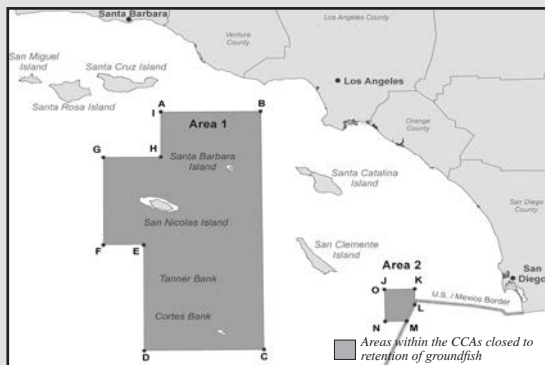 Santa Barbara
Ventura
County
Los Angeles County
San Miguel
Island
Santa Cruz Island
Santa Rosa Island
Los Angeles
Orange
County
A
B
I
Area 1
G
H
Santa Barbara
Island
Santa Catalina
Island
San Nicolas Island
San Diego
County
F
E
San Clemente
Island
Tanner Bank
Area 2
San
Diego
J
K
O
U.S. / Mexico Border
L
Cortes Bank
N
M
D
C
Areas within the CCAs closed to
retention of groundfish